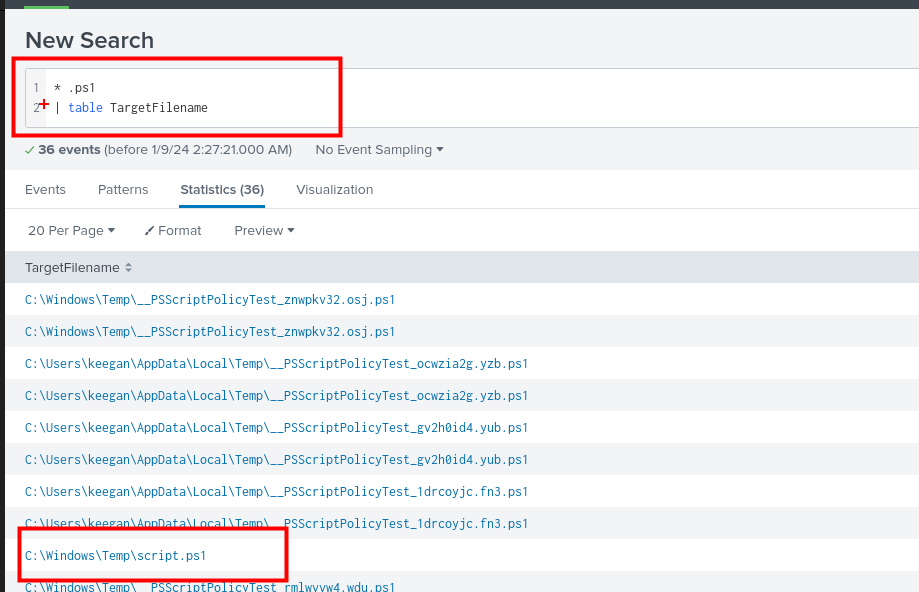 New Search
1 * .ps1
2 | table TargetFilename
36 events (before 1/9/24 2:27:21.000 AM) No Event Sampling
Events Patterns Statistics (36) Visualization
20 Per Page Format Preview
TargetFilename
C:\Windows\Temp\__PSScriptPolicyTest_znwpkv32.osj.ps1
C:\Windows\Temp\__PSScriptPolicyTest_znwpkv32.osj.ps1
C:\Users\keegan\AppData\Local\Temp\__PSScriptPolicyTest_ocwzia2g.yzb.ps1
C:\Users\keegan\AppData\Local\Temp\__PSScriptPolicyTest_ocwzia2g.yzb.ps1
C:\Users\keegan\AppData\Local\Temp\__PSScriptPolicyTest_gv2h0id4.yub.ps1
C:\Users\keegan\AppData\Local\Temp\__PSScriptPolicyTest_gv2h0id4.yub.ps1
C:\Users\keegan\AppData\Local\Temp\__PSScriptPolicyTest_1drcoyjc.fn3.ps1
C:\Users\keegan\AppData\Local\Temp\__PSScriptPolicyTest_1drcoyjc.fn3.ps1
C:\Windows\Temp\script.ps1
C:\Windows\Temp\__PSScriptPolicyTest_rmlwvyw4.wdu.ps1